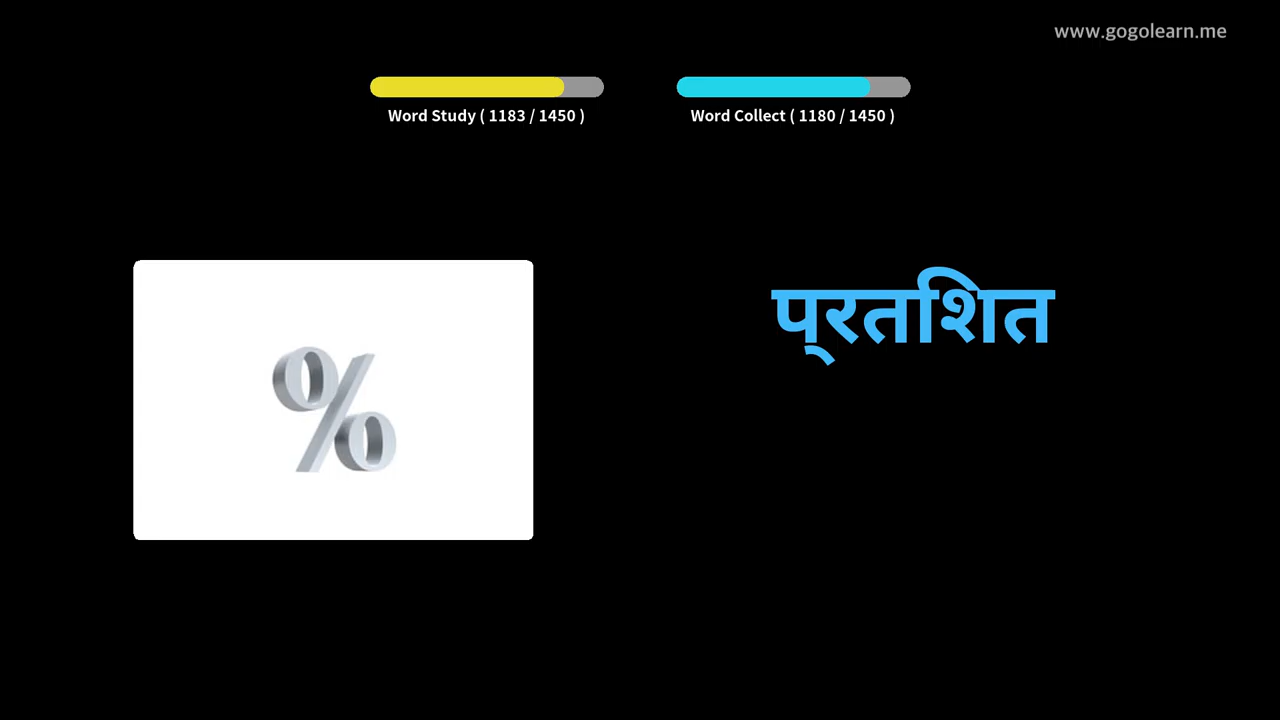 www.gogolearn.me
Word Study ( 1183 / 1450 )
Word Collect ( 1180 / 1450 )
%
प्रतिशत